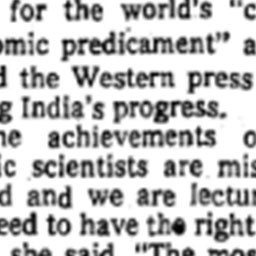 for the world's "c
omic predicament" a
d the Western press
g India's progress.
he achievements o
ic scientists are mis
d and we are lectur
eed to have the right
she said. "The mos